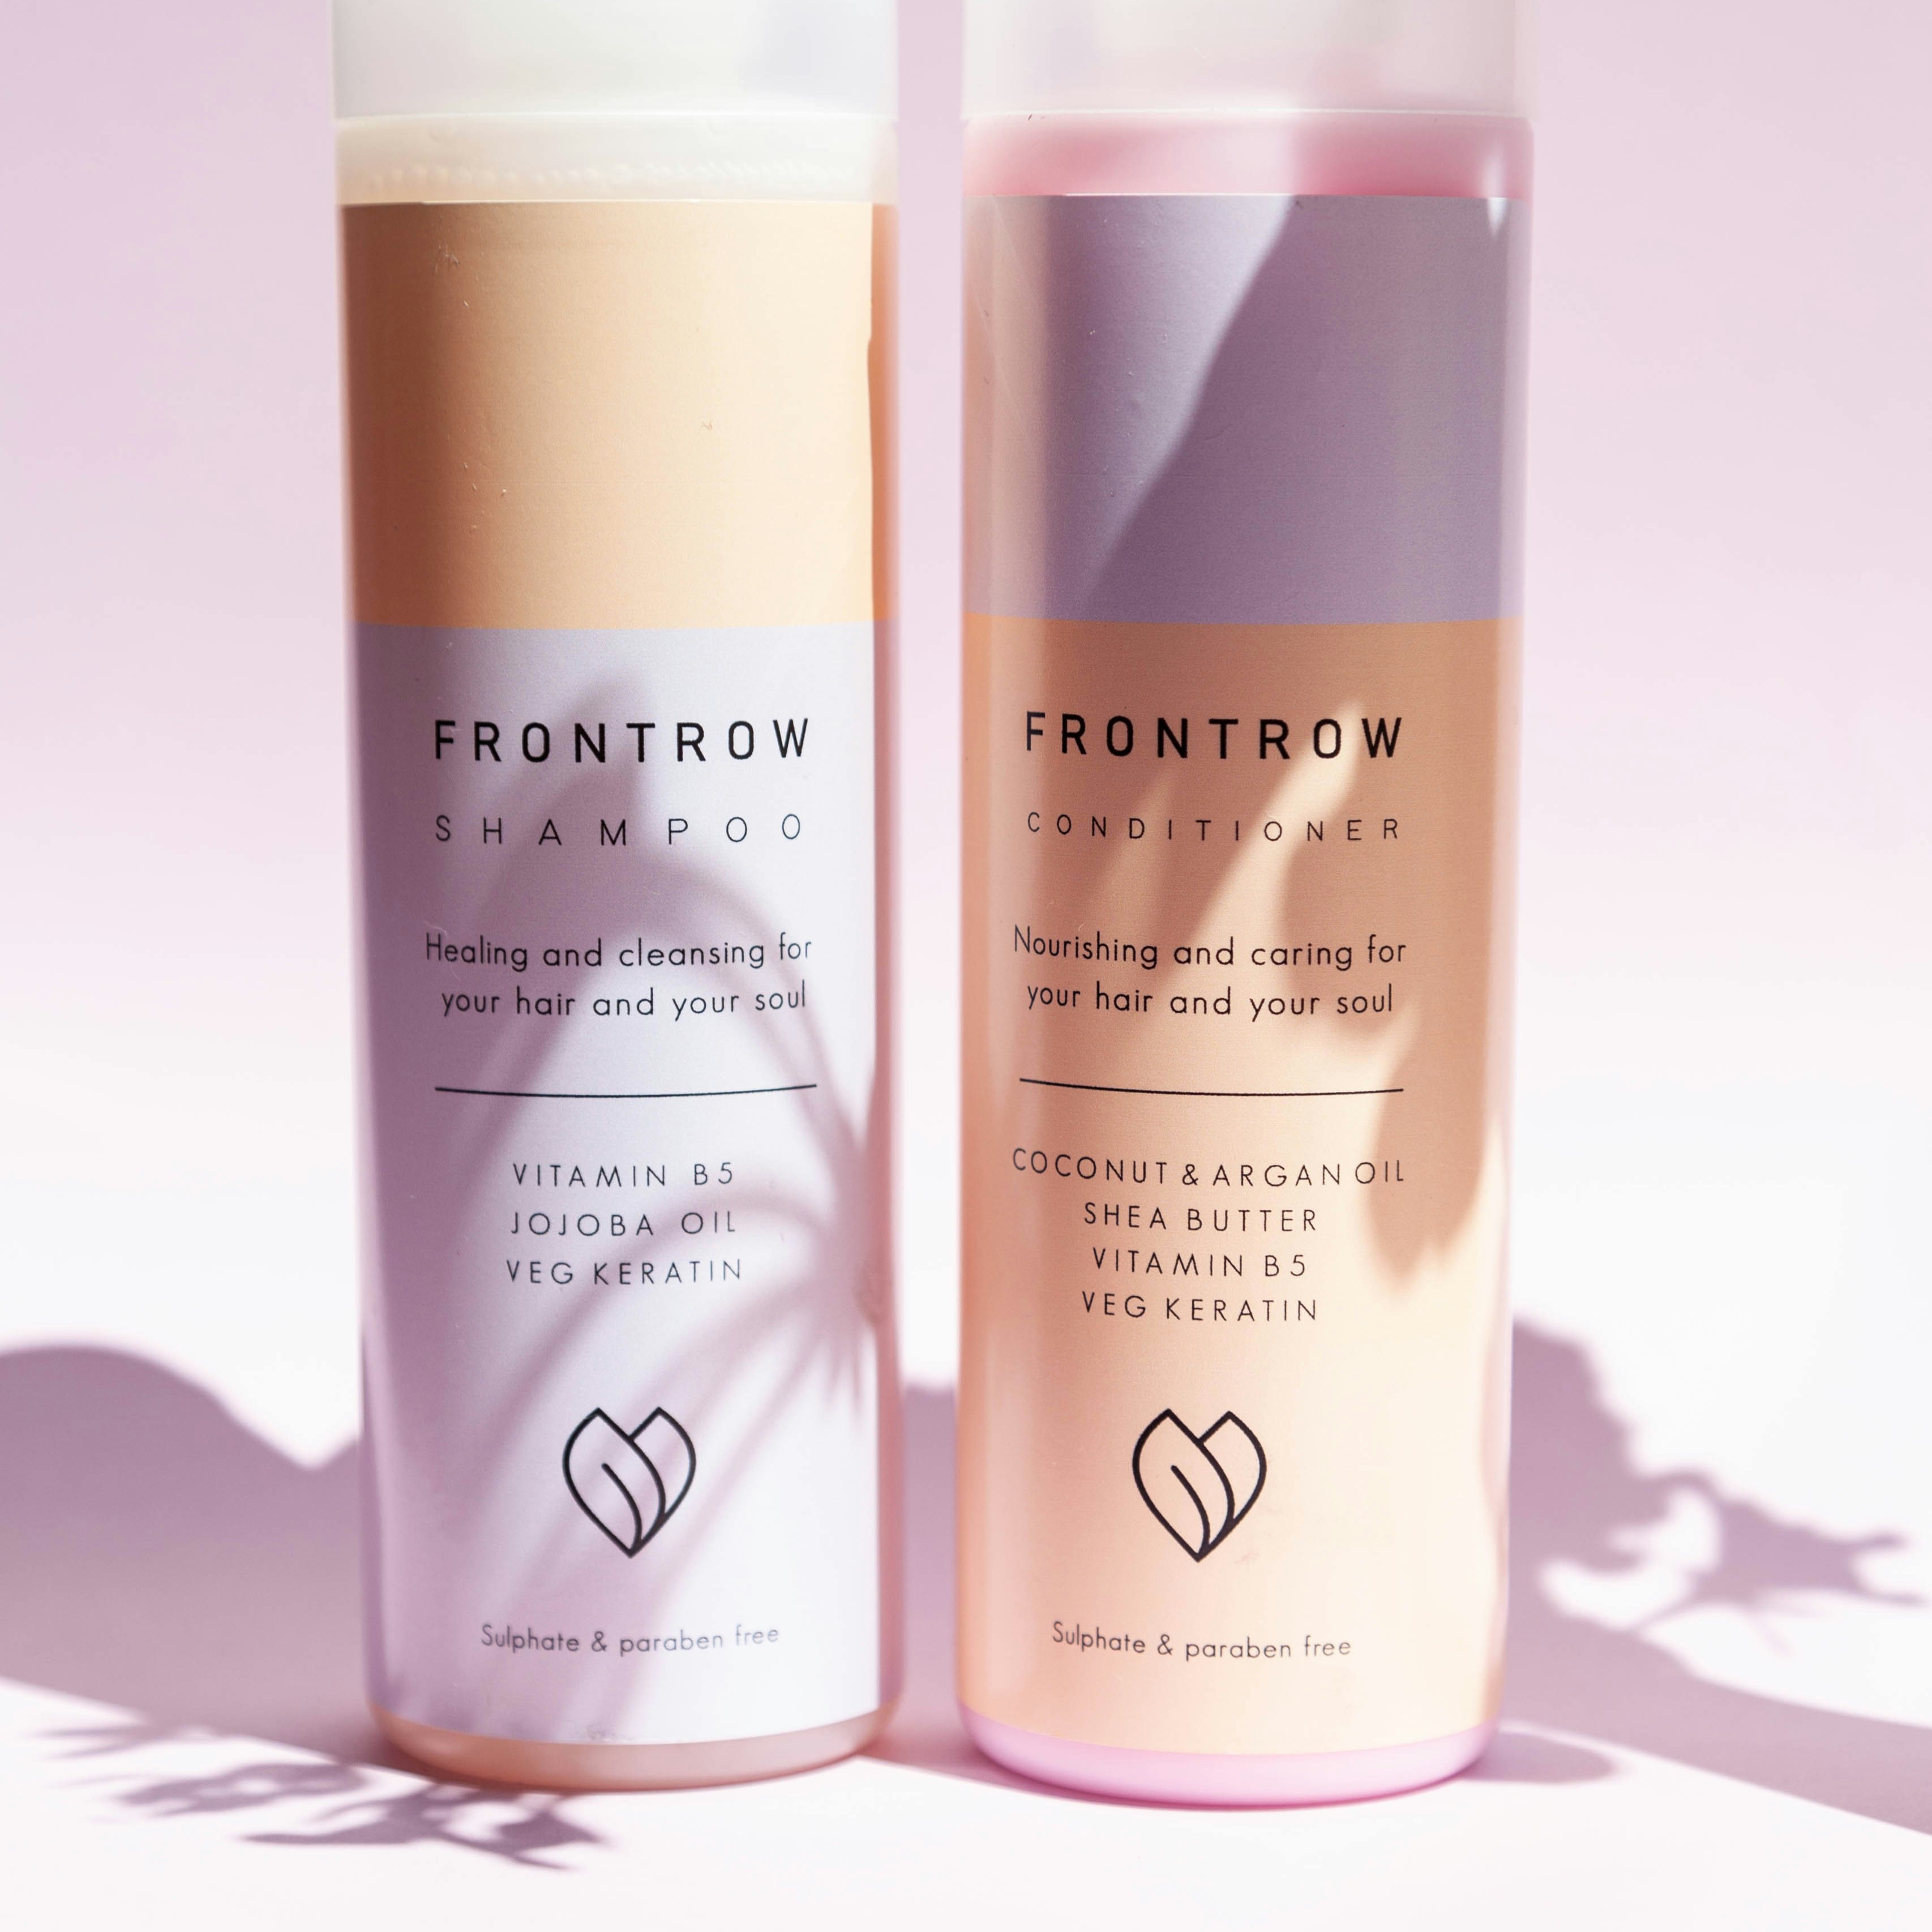 FRONTROW
SHAMPOO
Healing and cleansing for
your hair and your soul
VITAMIN B5
JOJOBA OIL
VEG KERATIN
Sulphate & paraben free
FRONTROW
CONDITIONER
Nourishing and caring for
your hair and your soul
COCONUT & ARGAN OIL
SHEA BUTTER
VITAMIN B5
VEG KERATIN
Sulphate & paraben free